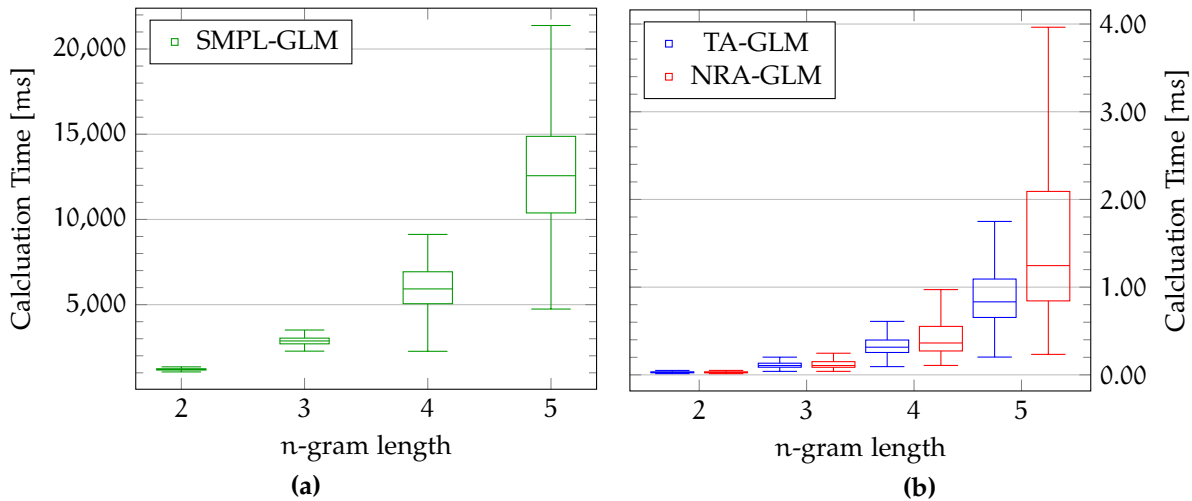 SMPL-GLM
20,000
15,000
10,000
5,000
Calcluation Time [ms]
2 3 4 5
n-gram length
(a)
TA-GLM
NRA-GLM
4.00
3.00
2.00
1.00
0.00
Calcluation Time [ms]
2 3 4 5
n-gram length
(b)